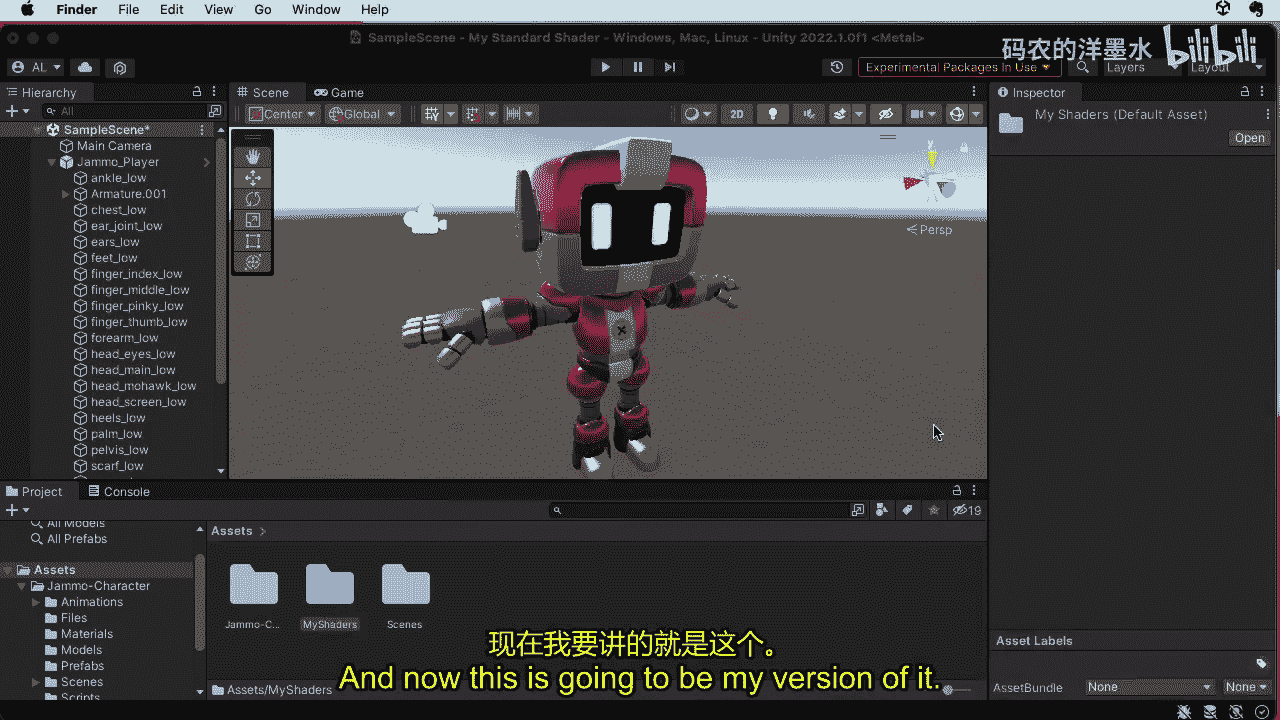 Finder File Edit View Go Window Help
SampleScene - My Standard Shader - Windows, Mac, Linux - Unity 2022.1.0f1 <Metal>
码农的洋墨水 bilibili
AL Experimental Packages In Use Layers Layout
Hierarchy
All
SampleScene*
Main Camera
Jammo_Player
ankle_low
Armature.001
chest_low
ear_joint_low
ears_low
feet_low
finger_index_low
finger_middle_low
finger_pinky_low
finger_thumb_low
forearm_low
head_eyes_low
head_main_low
head_mohawk_low
head_screen_low
heels_low
palm_low
pelvis_low
scarf_low
Scene Game
Center Global 2D
Persp
Inspector
My Shaders (Default Asset)
Open
Project Console
19
All Models
All Prefabs
Assets
Jammo-Character
Animations
Files
Materials
Models
Prefabs
Scenes
Scripts
Assets
Jammo-C... MyShaders Scenes
Assets/MyShaders
现在我要讲的就是这个。
And now this is going to be my version of it.
Asset Labels
AssetBundle None None